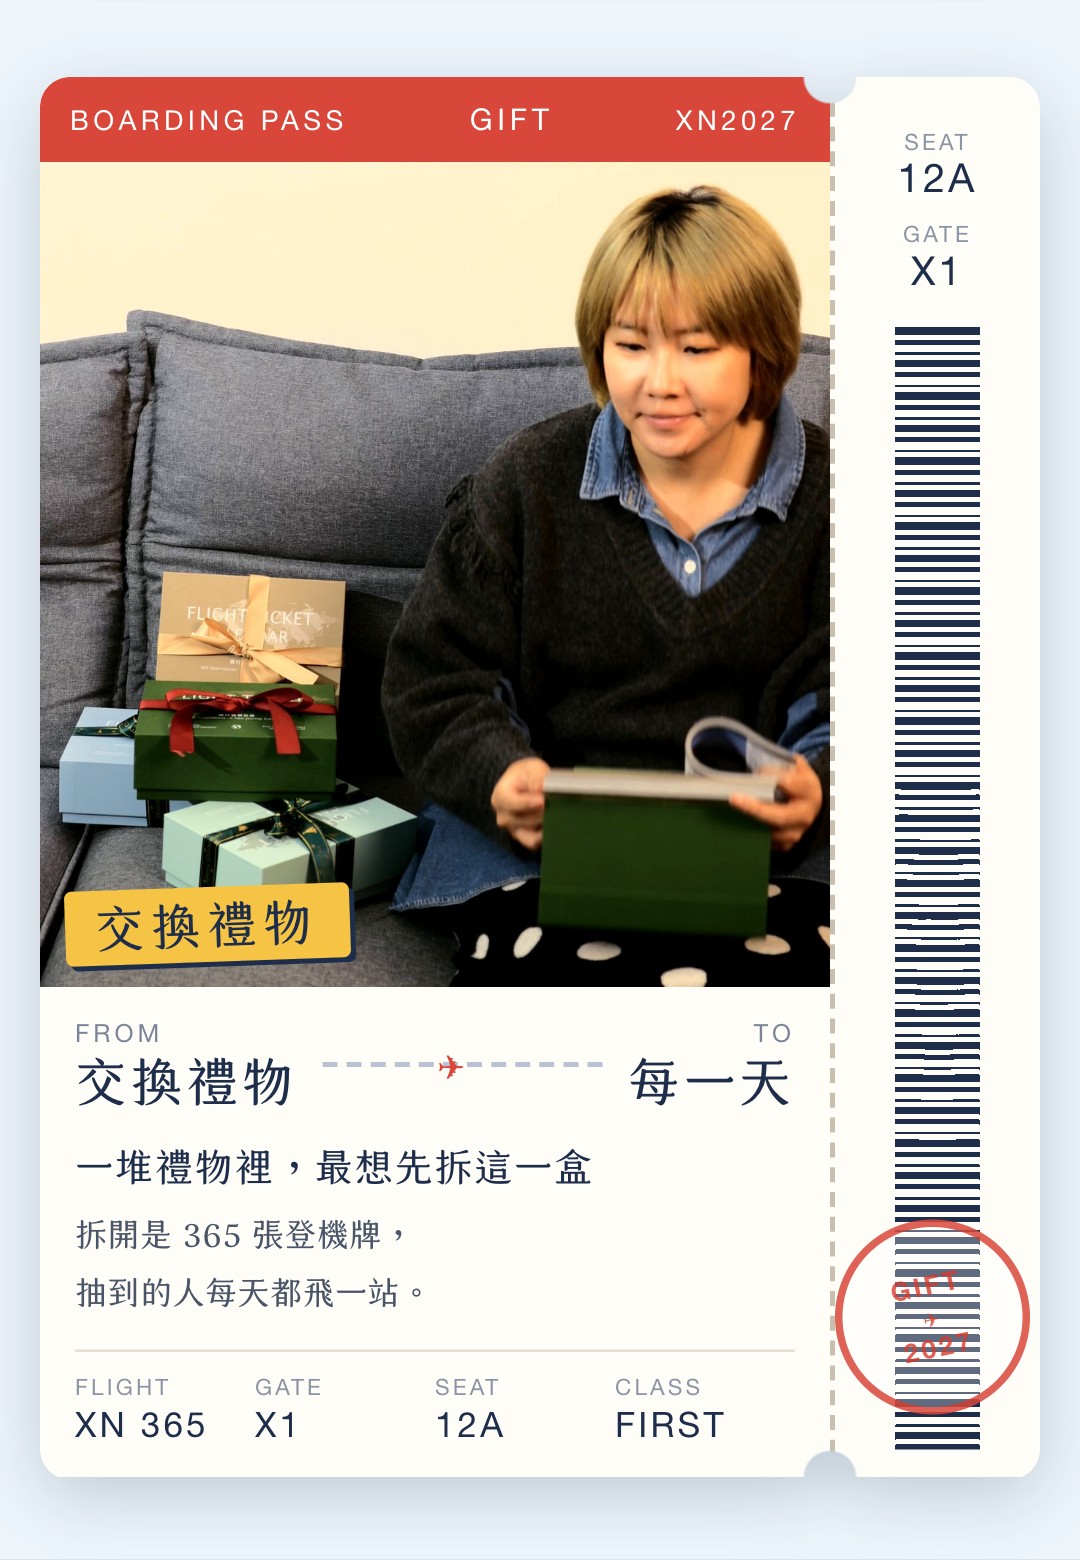 BOARDING PASS GIFT XN2027
SEAT
12A
GATE
X1
FLIGHT TICKET
交換禮物
FROM TO
交換禮物 ✈ 每一天
一堆禮物裡，最想先拆這一盒
拆開是 365 張登機牌，
抽到的人每天都飛一站。
GIFT
✈
2027
FLIGHT GATE SEAT CLASS
XN 365 X1 12A FIRST